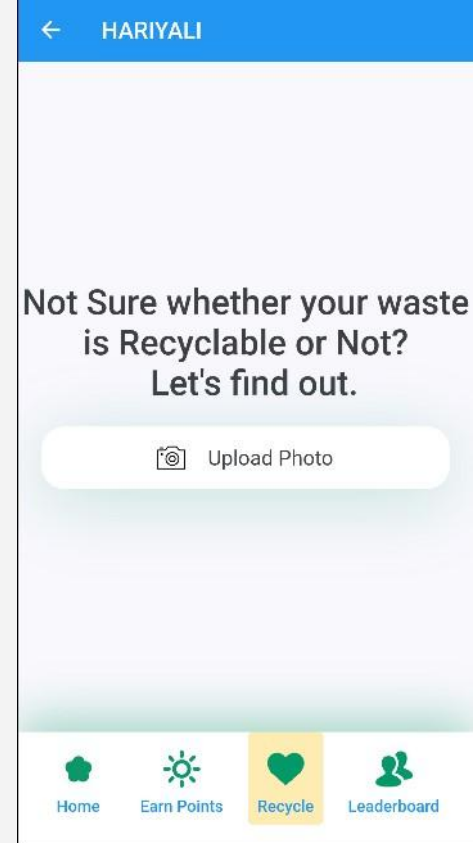 HARIYALI
Not Sure whether your waste
is Recyclable or Not?
Let's find out.
Upload Photo
Home Earn Points Recycle Leaderboard